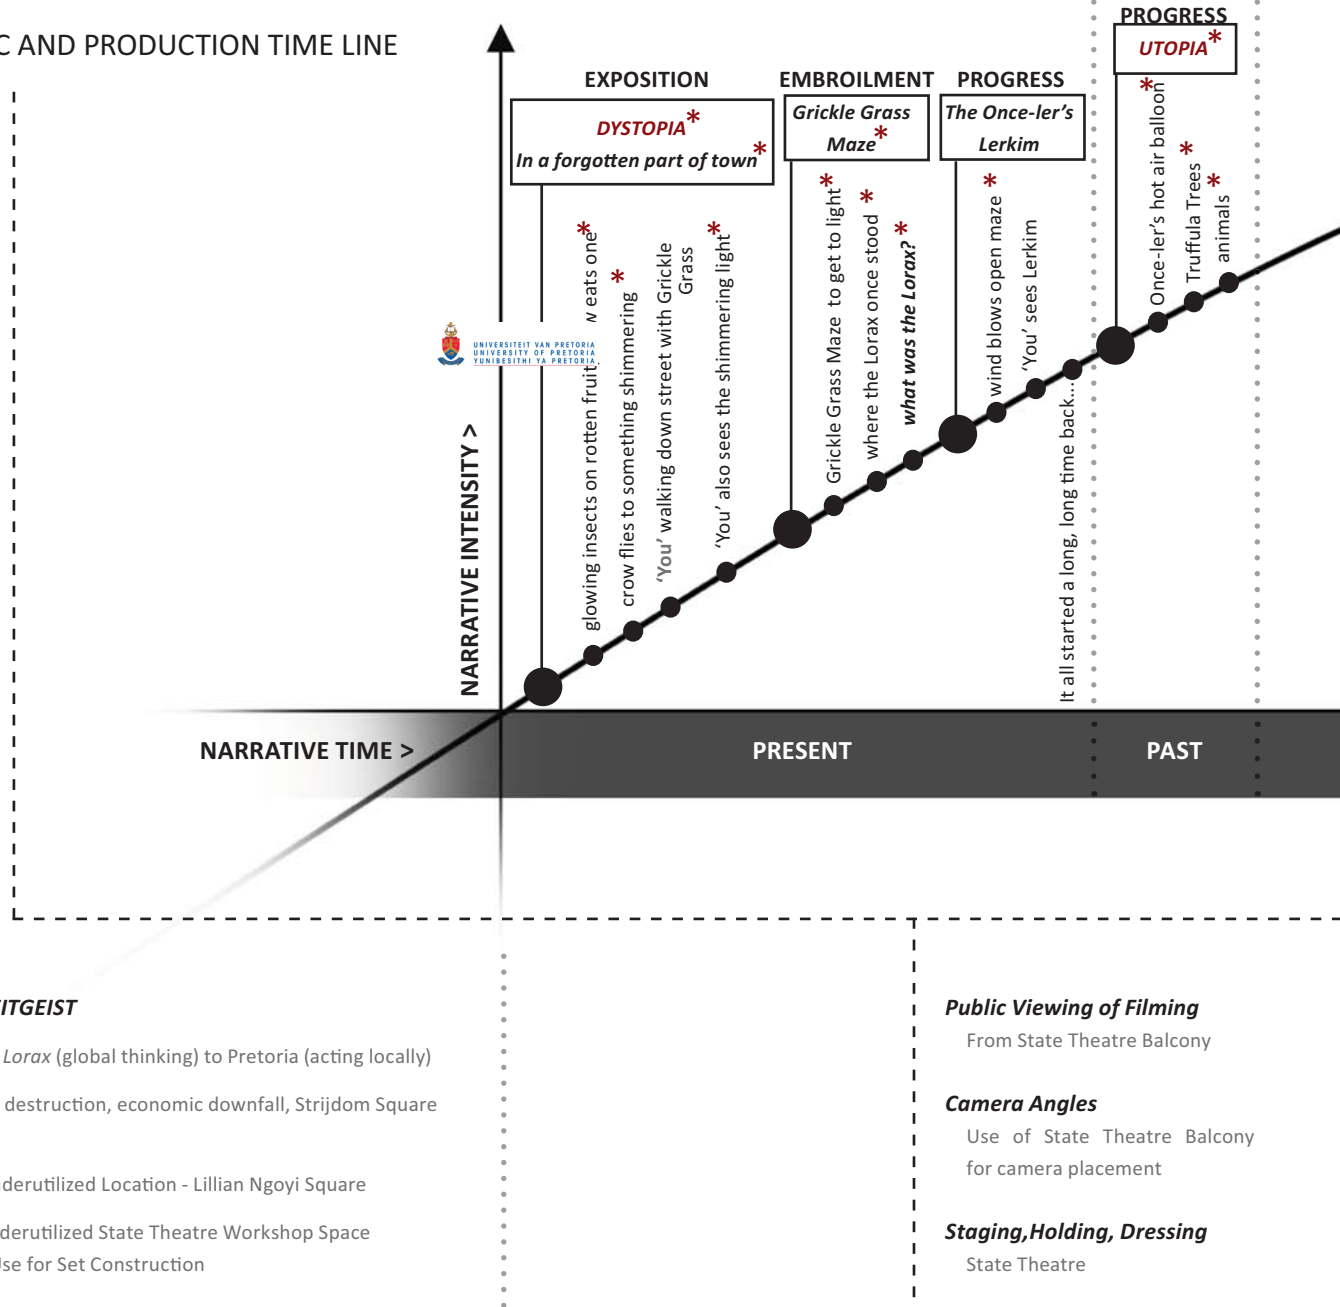 C AND PRODUCTION TIME LINE
PROGRESS
UTOPIA*
EXPOSITION
DYSTOPIA*
In a forgotten part of town*
EMBROILMENT
Grickle Grass
Maze*
PROGRESS
The Once-ler's
Lerkim
NARRATIVE INTENSITY >
UNIVERSITEIT VAN PRETORIA
UNIVERSITY OF PRETORIA
YUNIBESITHI YA PRETORIA
glowing insects on rotten fruit, w eats one*
crow flies to something shimmering*
'You' walking down street with Grickle
Grass
'You' also sees the shimmering light*
Grickle Grass Maze to get to light*
where the Lorax once stood*
what was the Lorax?*
wind blows open maze*
'You' sees Lerkim
It all started a long, long time back...
Once-ler's hot air balloon*
Truffula Trees*
animals*
NARRATIVE TIME >
PRESENT
PAST
EITGEIST
Lorax (global thinking) to Pretoria (acting locally)
destruction, economic downfall, Strijdom Square
nderutilized Location - Lillian Ngoyi Square
derutilized State Theatre Workshop Space
Use for Set Construction
Public Viewing of Filming
From State Theatre Balcony
Camera Angles
Use of State Theatre Balcony
for camera placement
Staging,Holding, Dressing
State Theatre